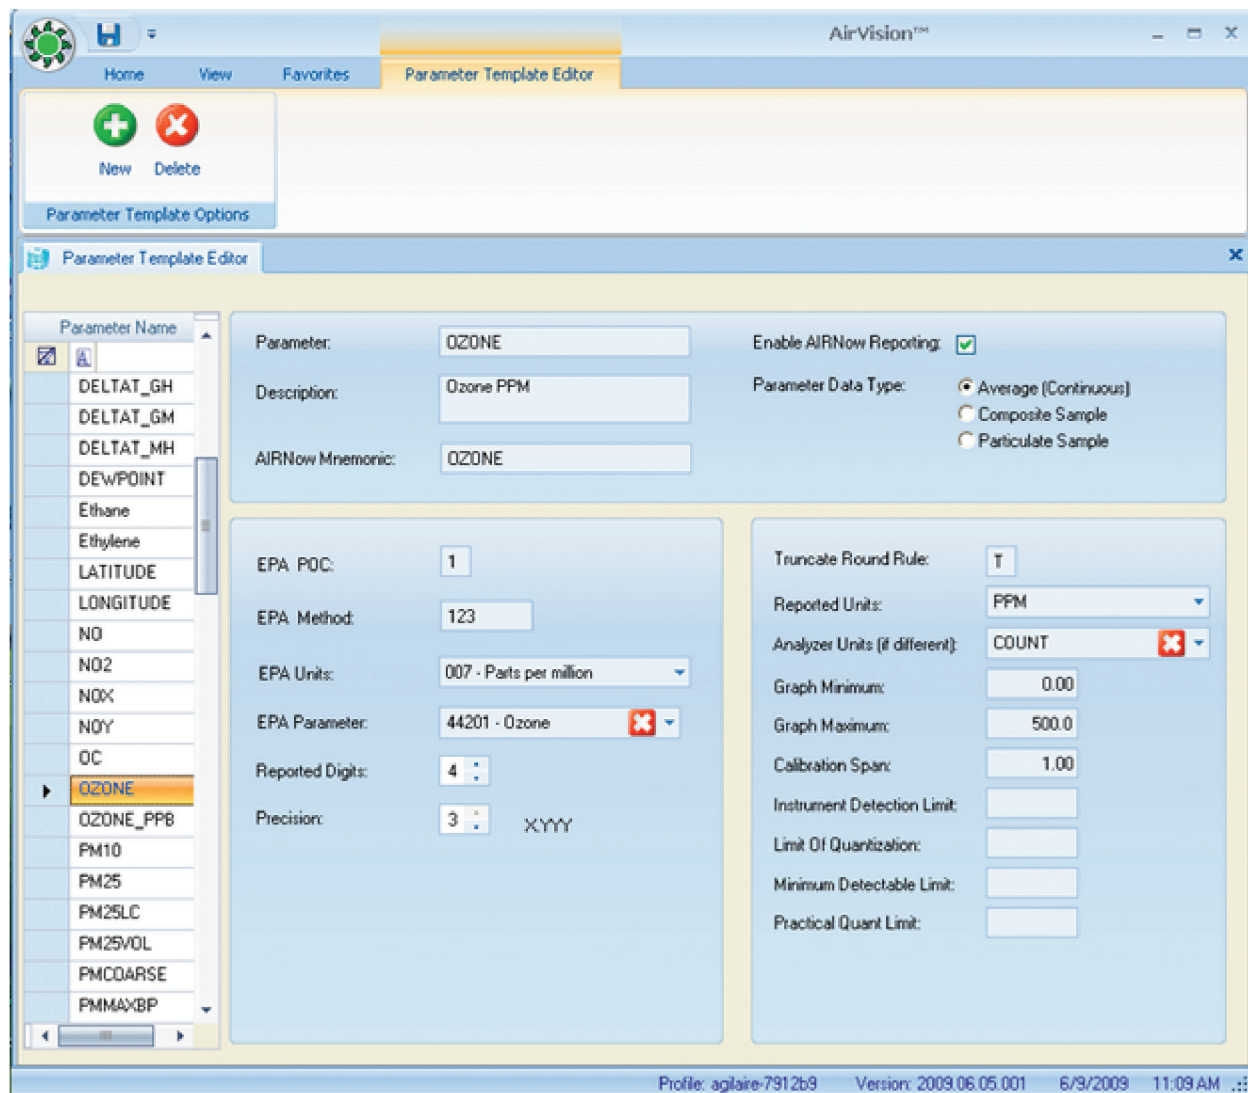 AirVision™
Home View Favorites Parameter Template Editor
New Delete
Parameter Template Options
Parameter Template Editor
Parameter Name
A
DELTAT_GH
DELTAT_GM
DELTAT_MH
DEWPOINT
Ethane
Ethylene
LATITUDE
LONGITUDE
NO
NO2
NOX
NOY
OC
OZONE
OZONE_PPB
PM10
PM25
PM25LC
PM25VOL
PMCOARSE
PMMAXBP
Parameter: OZONE
Description: Ozone PPM
AIRNow Mnemonic: OZONE
Enable AIRNow Reporting:
Parameter Data Type: Average (Continuous)
Composite Sample
Particulate Sample
EPA POC: 1
EPA Method: 123
EPA Units: 007 - Parts per million
EPA Parameter: 44201 - Ozone
Reported Digits: 4
Precision: 3 X.YYY
Truncate Round Rule: T
Reported Units: PPM
Analyzer Units (if different): COUNT
Graph Minimum: 0.00
Graph Maximum: 500.0
Calibration Span: 1.00
Instrument Detection Limit:
Limit Of Quantization:
Minimum Detectable Limit:
Practical Quant Limit:
Profile: agilaire-7912b9 Version: 2009.06.05.001 6/9/2009 11:09 AM